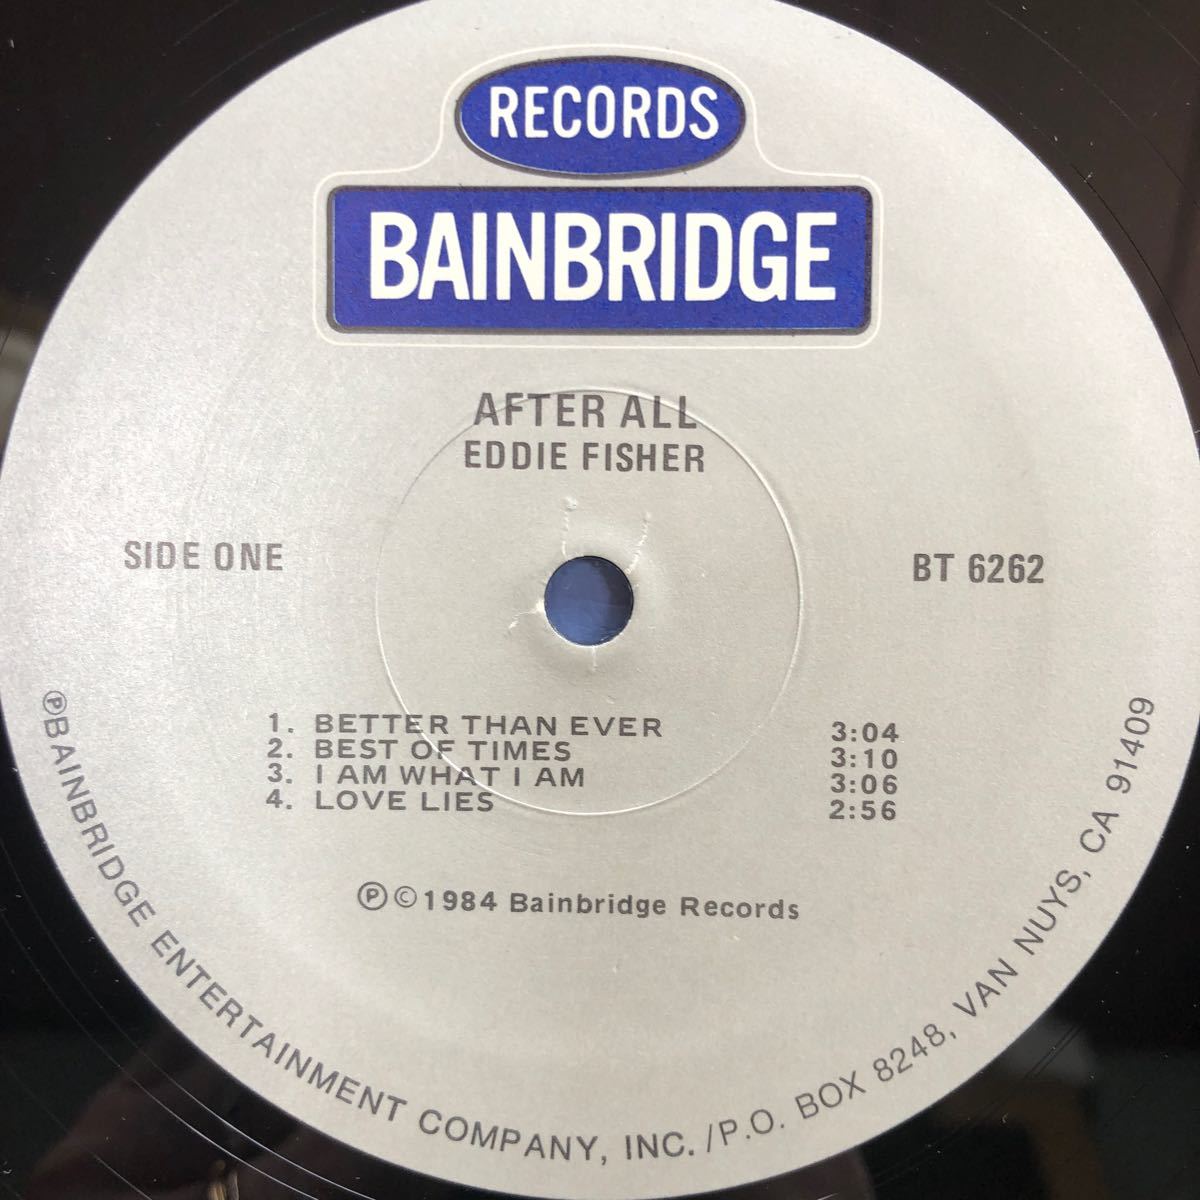 RECORDS
BAINBRIDGE
AFTER ALL
EDDIE FISHER
SIDE ONE
BT 6262
1. BETTER THAN EVER 3:04
2. BEST OF TIMES 3:10
3. I AM WHAT I AM 3:06
4. LOVE LIES 2:56
Ⓟ©1984 Bainbridge Records
ⓅBAINBRIDGE ENTERTAINMENT COMPANY, INC. /P.O. BOX 8248, VAN NUYS, CA 91409